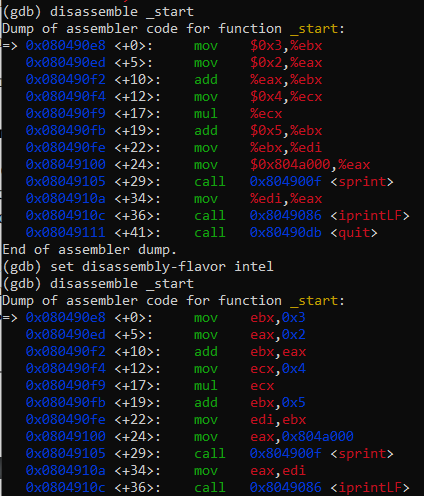 (gdb) disassemble _start
Dump of assembler code for function _start:
=> 0x080490e8 <+0>:     mov    $0x3,%ebx
   0x080490ed <+5>:     mov    $0x2,%eax
   0x080490f2 <+10>:    add    %eax,%ebx
   0x080490f4 <+12>:    mov    $0x4,%ecx
   0x080490f9 <+17>:    mul    %ecx
   0x080490fb <+19>:    add    $0x5,%ebx
   0x080490fe <+22>:    mov    %ebx,%edi
   0x08049100 <+24>:    mov    $0x804a000,%eax
   0x08049105 <+29>:    call   0x804900f <sprint>
   0x0804910a <+34>:    mov    %edi,%eax
   0x0804910c <+36>:    call   0x8049086 <iprintLF>
   0x08049111 <+41>:    call   0x80490db <quit>
End of assembler dump.
(gdb) set disassembly-flavor intel
(gdb) disassemble _start
Dump of assembler code for function _start:
=> 0x080490e8 <+0>:     mov    ebx,0x3
   0x080490ed <+5>:     mov    eax,0x2
   0x080490f2 <+10>:    add    ebx,eax
   0x080490f4 <+12>:    mov    ecx,0x4
   0x080490f9 <+17>:    mul    ecx
   0x080490fb <+19>:    add    ebx,0x5
   0x080490fe <+22>:    mov    edi,ebx
   0x08049100 <+24>:    mov    eax,0x804a000
   0x08049105 <+29>:    call   0x804900f <sprint>
   0x0804910a <+34>:    mov    eax,edi
   0x0804910c <+36>:    call   0x8049086 <iprintLF>